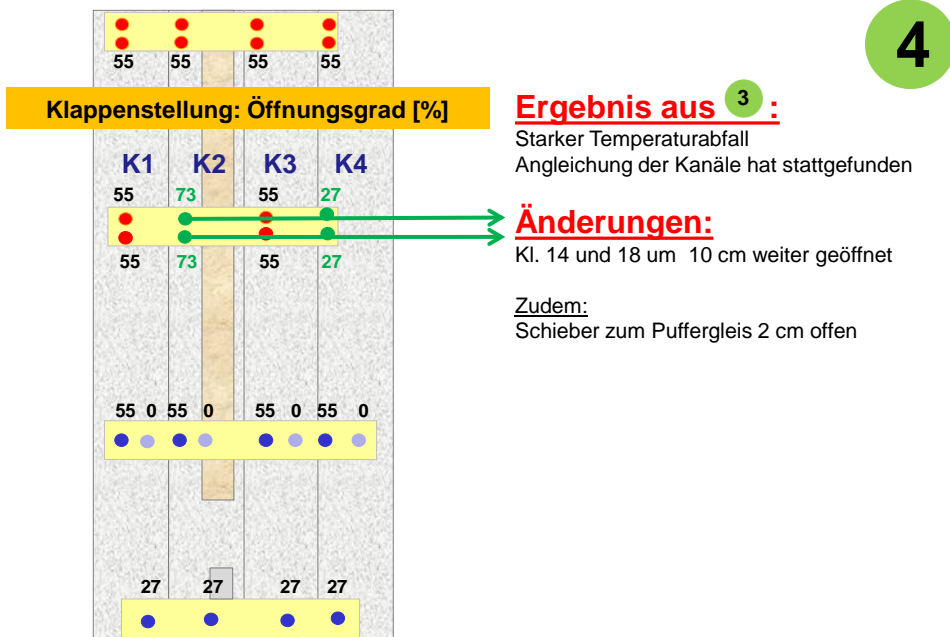 4
55 55 55 55
Klappenstellung: Öffnungsgrad [%]
K1 K2 K3 K4
55 73 55 27
55 73 55 27
55 0 55 0 55 0 55 0
27 27 27 27
Ergebnis aus 3 :
Starker Temperaturabfall
Angleichung der Kanäle hat stattgefunden
Änderungen:
Kl. 14 und 18 um 10 cm weiter geöffnet
Zudem:
Schieber zum Puffergleis 2 cm offen